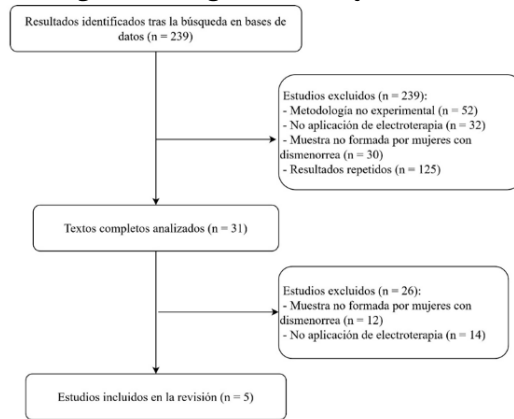 Resultados identificados tras la búsqueda en bases de
datos (n = 239)
Estudios excluidos (n = 239):
- Metodología no experimental (n = 52)
- No aplicación de electroterapia (n = 32)
- Muestra no formada por mujeres con
dismenorrea (n = 30)
- Resultados repetidos (n = 125)
Textos completos analizados (n = 31)
Estudios excluidos (n = 26):
- Muestra no formada por mujeres con
dismenorrea (n = 12)
- No aplicación de electroterapia (n = 14)
Estudios incluidos en la revisión (n = 5)